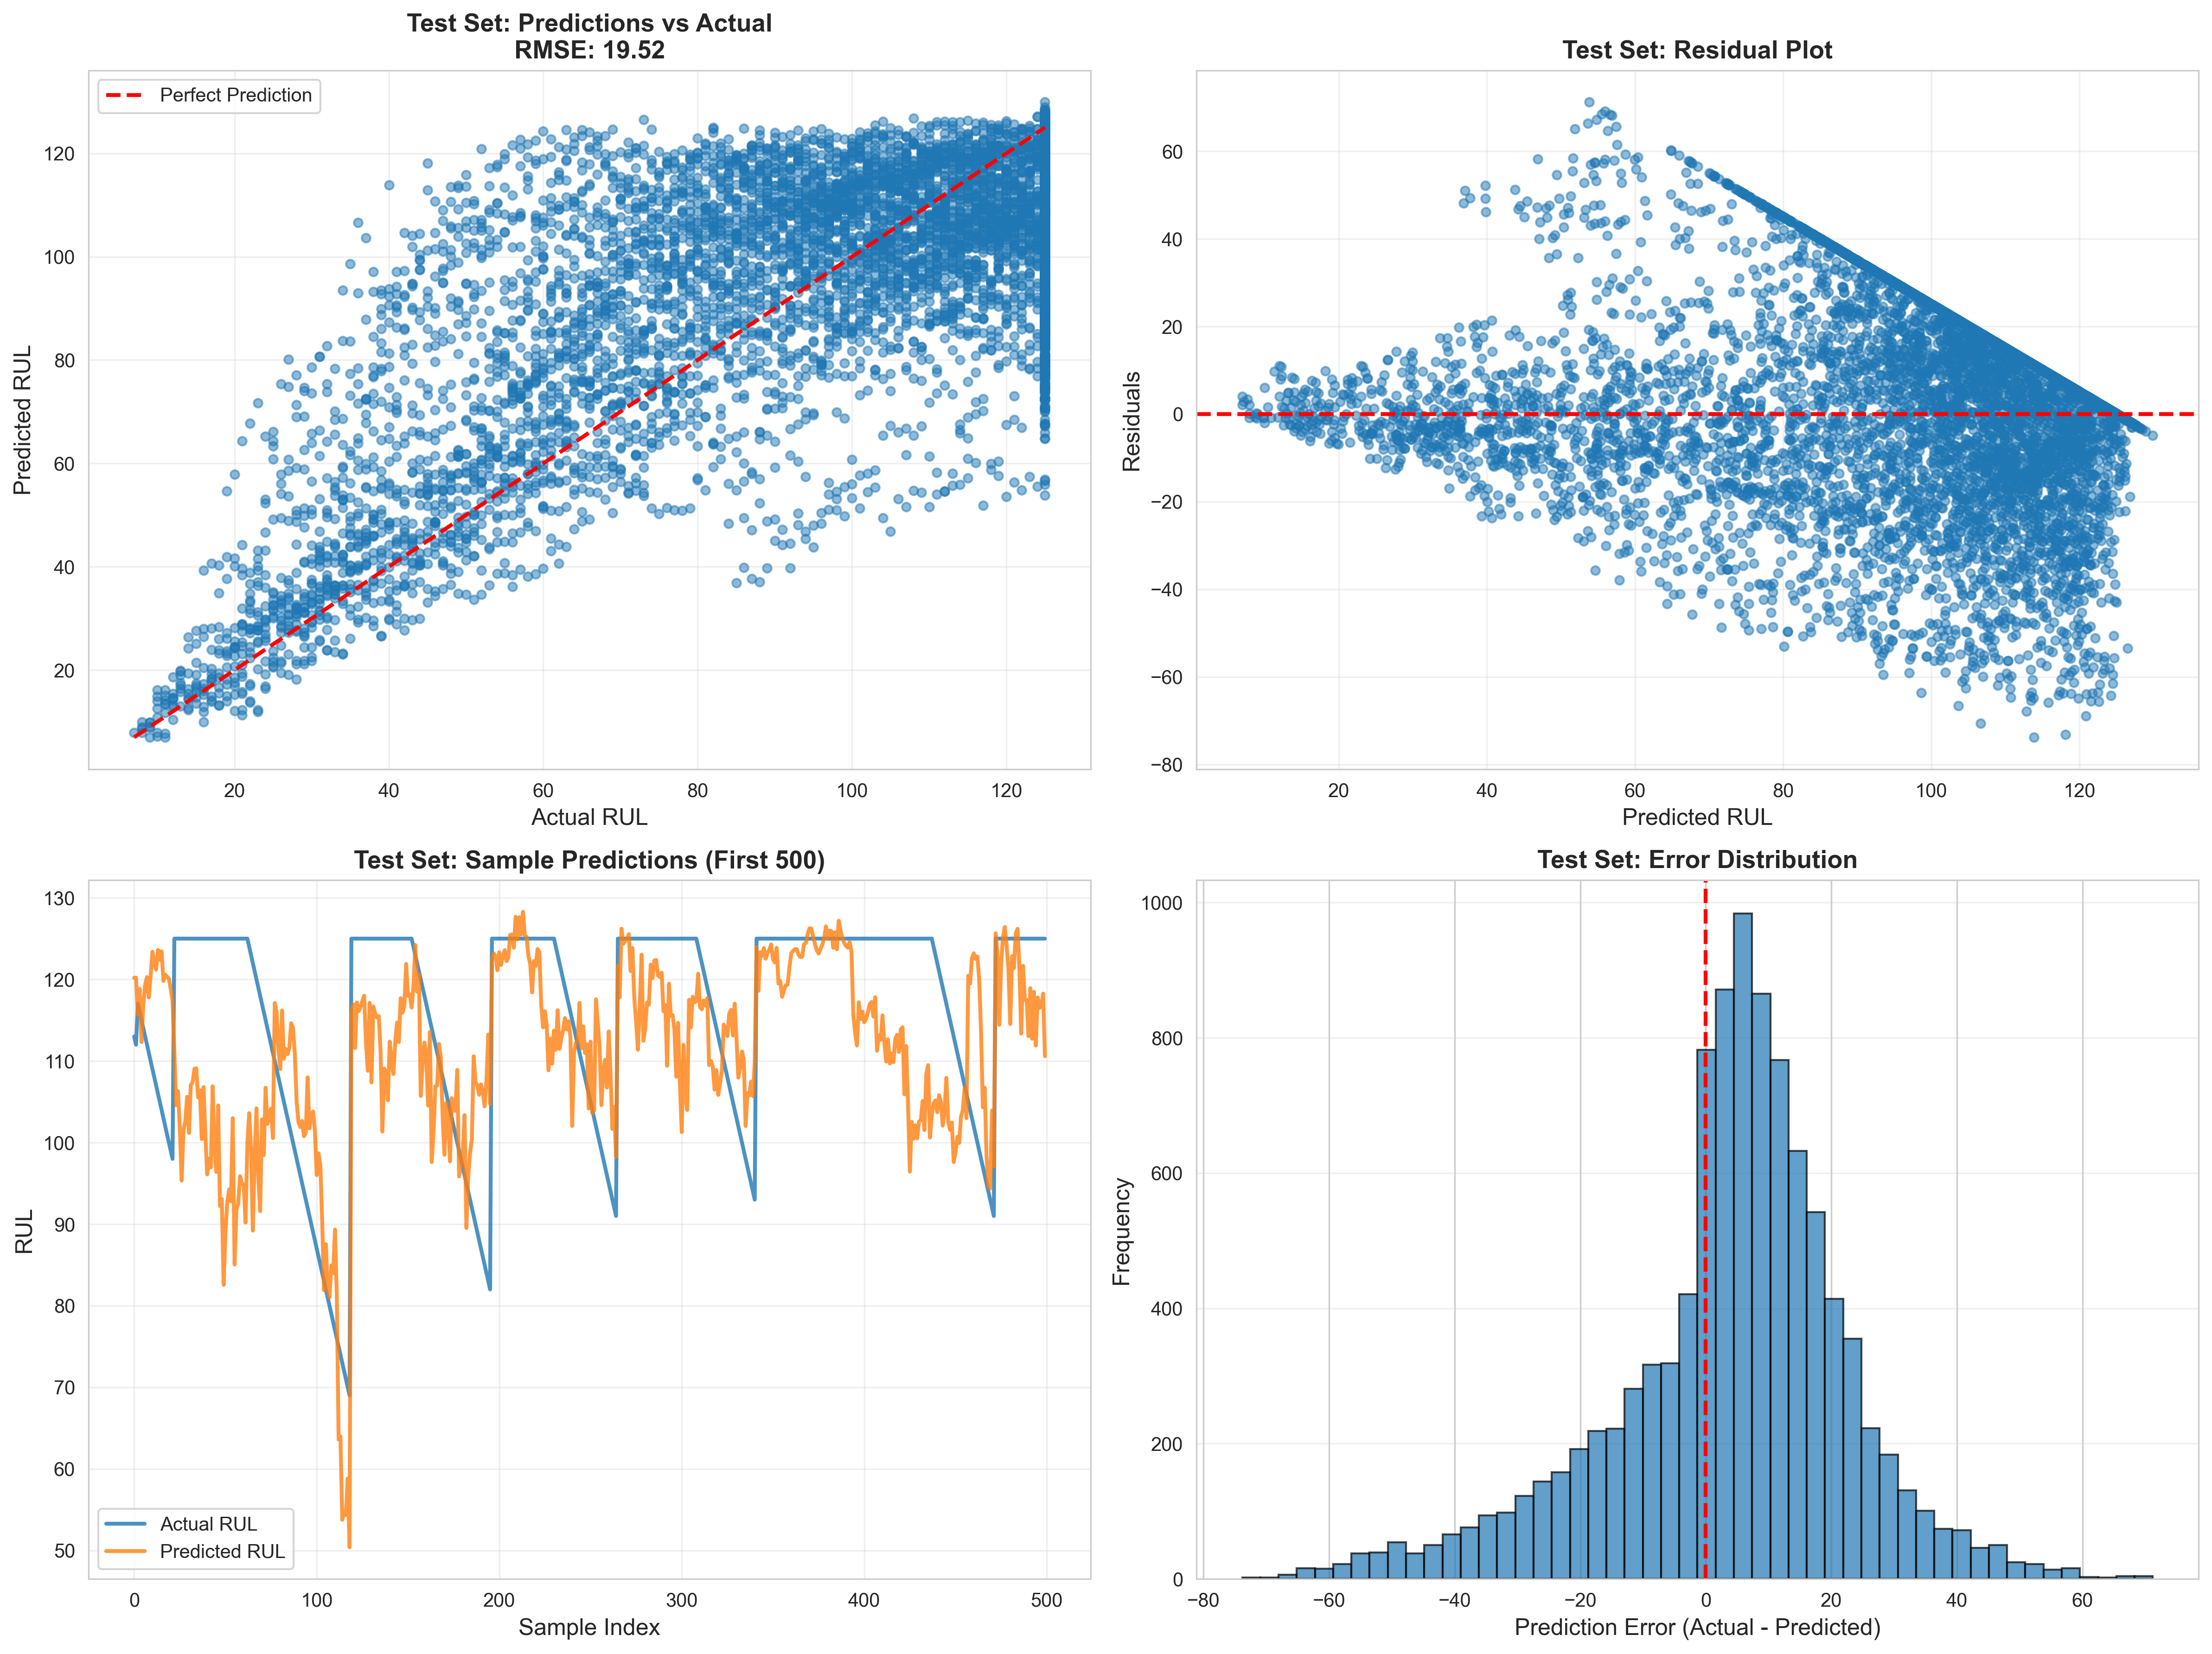 Test Set: Predictions vs Actual
RMSE: 19.52
Perfect Prediction
120
100
80
60
40
20
Predicted RUL
20 40 60 80 100 120
Actual RUL
Test Set: Residual Plot
60
40
20
0
−20
−40
−60
−80
Residuals
20 40 60 80 100 120
Predicted RUL
Test Set: Sample Predictions (First 500)
130
120
110
100
90
80
70
60
50
RUL
Actual RUL
Predicted RUL
0 100 200 300 400 500
Sample Index
Test Set: Error Distribution
1000
800
600
400
200
0
Frequency
−80 −60 −40 −20 0 20 40 60
Prediction Error (Actual - Predicted)